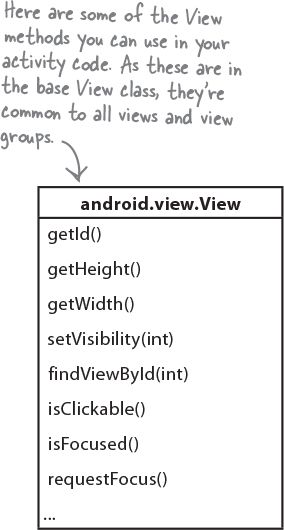 Here are some of the View
methods you can use in your
activity code. As these are in
the base View class, they're
common to all views and view
groups.
android.view.View
getId()
getHeight()
getWidth()
setVisibility(int)
findViewById(int)
isClickable()
isFocused()
requestFocus()
...